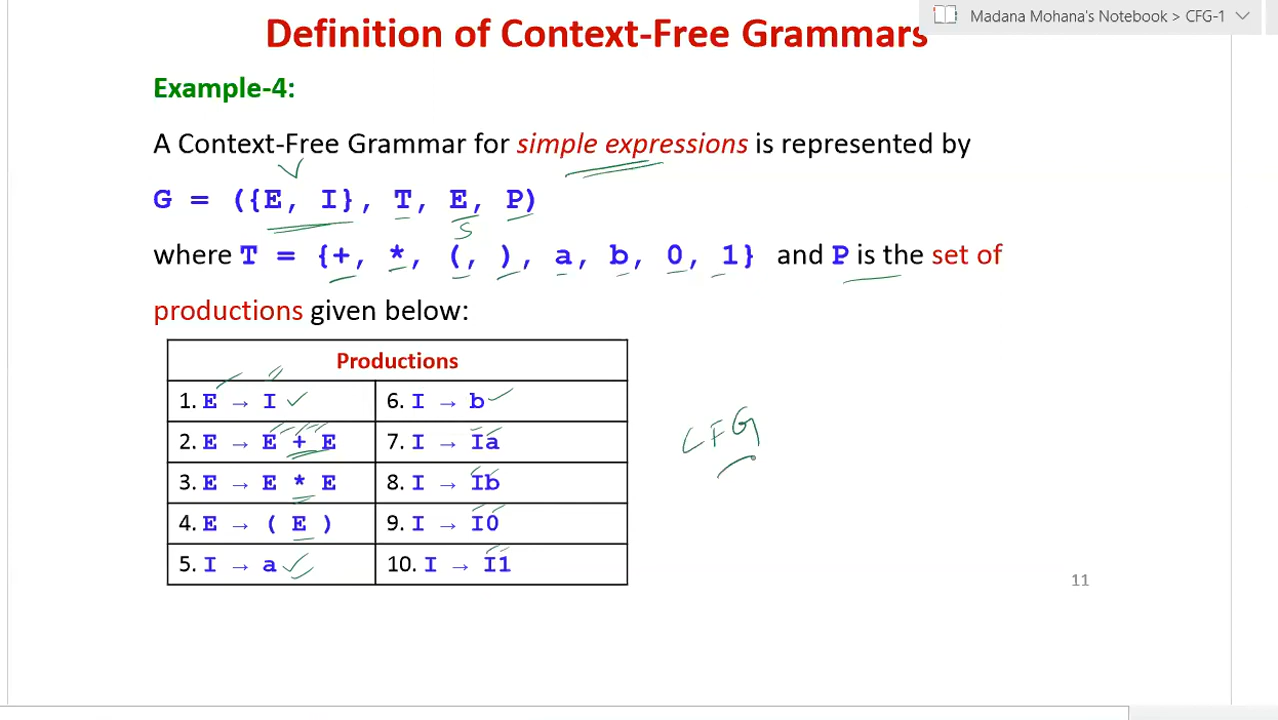 Madana Mohana's Notebook > CFG-1
Definition of Context-Free Grammars
Example-4:
A Context-Free Grammar for simple expressions is represented by
G = ({E, I}, T, E, P)
S
where T = {+, *, (, ), a, b, 0, 1} and P is the set of
productions given below:
Productions
1. E → I 6. I → b
2. E → E + E 7. I → Ia
3. E → E * E 8. I → Ib
4. E → ( E ) 9. I → I0
5. I → a 10. I → I1
CFG
11